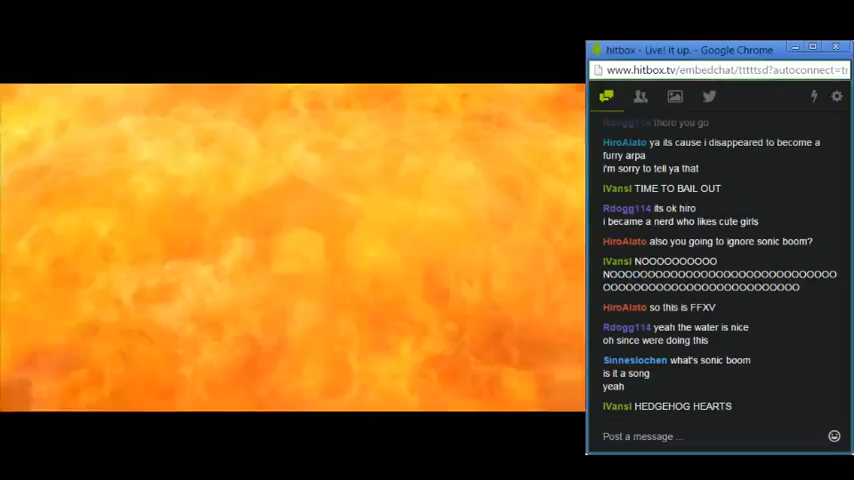 hitbox - Live! it up. - Google Chrome
www.hitbox.tv/embedchat/tttttsd?autoconnect=tr
Rdogg114 there you go
HiroAlato ya its cause i disappeared to become a
furry arpa
i'm sorry to tell ya that
IVansI TIME TO BAIL OUT
Rdogg114 its ok hiro
i became a nerd who likes cute girls
HiroAlato also you going to ignore sonic boom?
IVansI NOOOOOOOOOO
NOOOOOOOOOOOOOOOOOOOOOOOOOOOOO
OOOOOOOOOOOOOOOOOOOOOOOOOO
HiroAlato so this is FFXV
Rdogg114 yeah the water is nice
oh since were doing this
Sinneslochen what's sonic boom
is it a song
yeah
IVansI HEDGEHOG HEARTS
Post a message ...